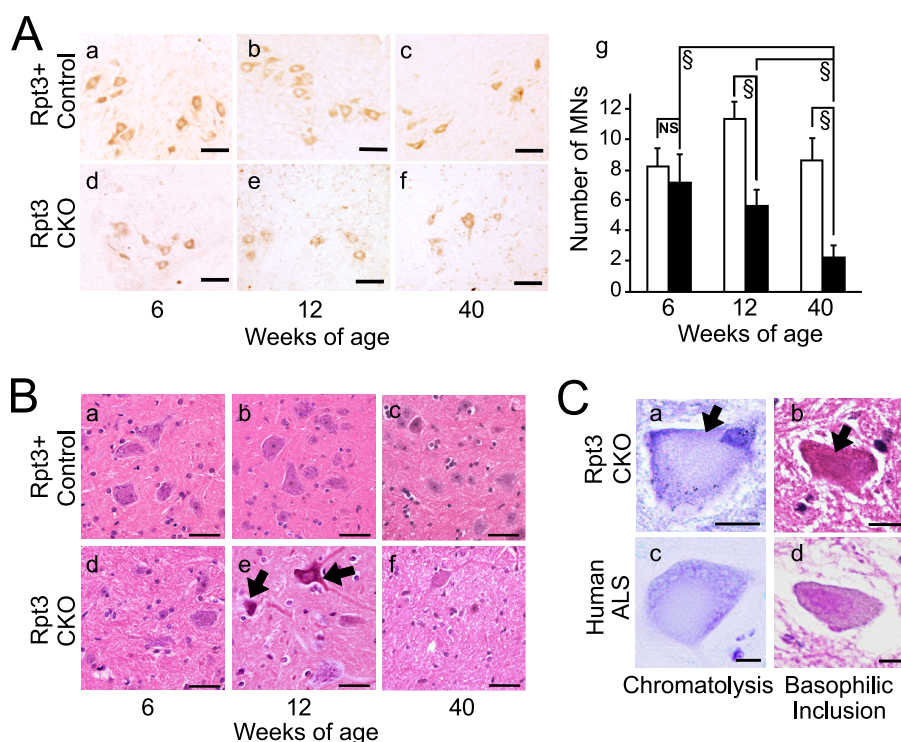 A
a
b
c
Rpt3+
Control
d
e
f
Rpt3
CKO
6
12
40
Weeks of age
g
§
§
§
§
NS
Number of MNs
12
10
8
6
4
2
0
6
12
40
Weeks of age
B
a
b
c
Rpt3+
Control
d
e
f
Rpt3
CKO
6
12
40
Weeks of age
C
a
b
Rpt3
CKO
c
d
Human
ALS
Chromatolysis
Basophilic
Inclusion